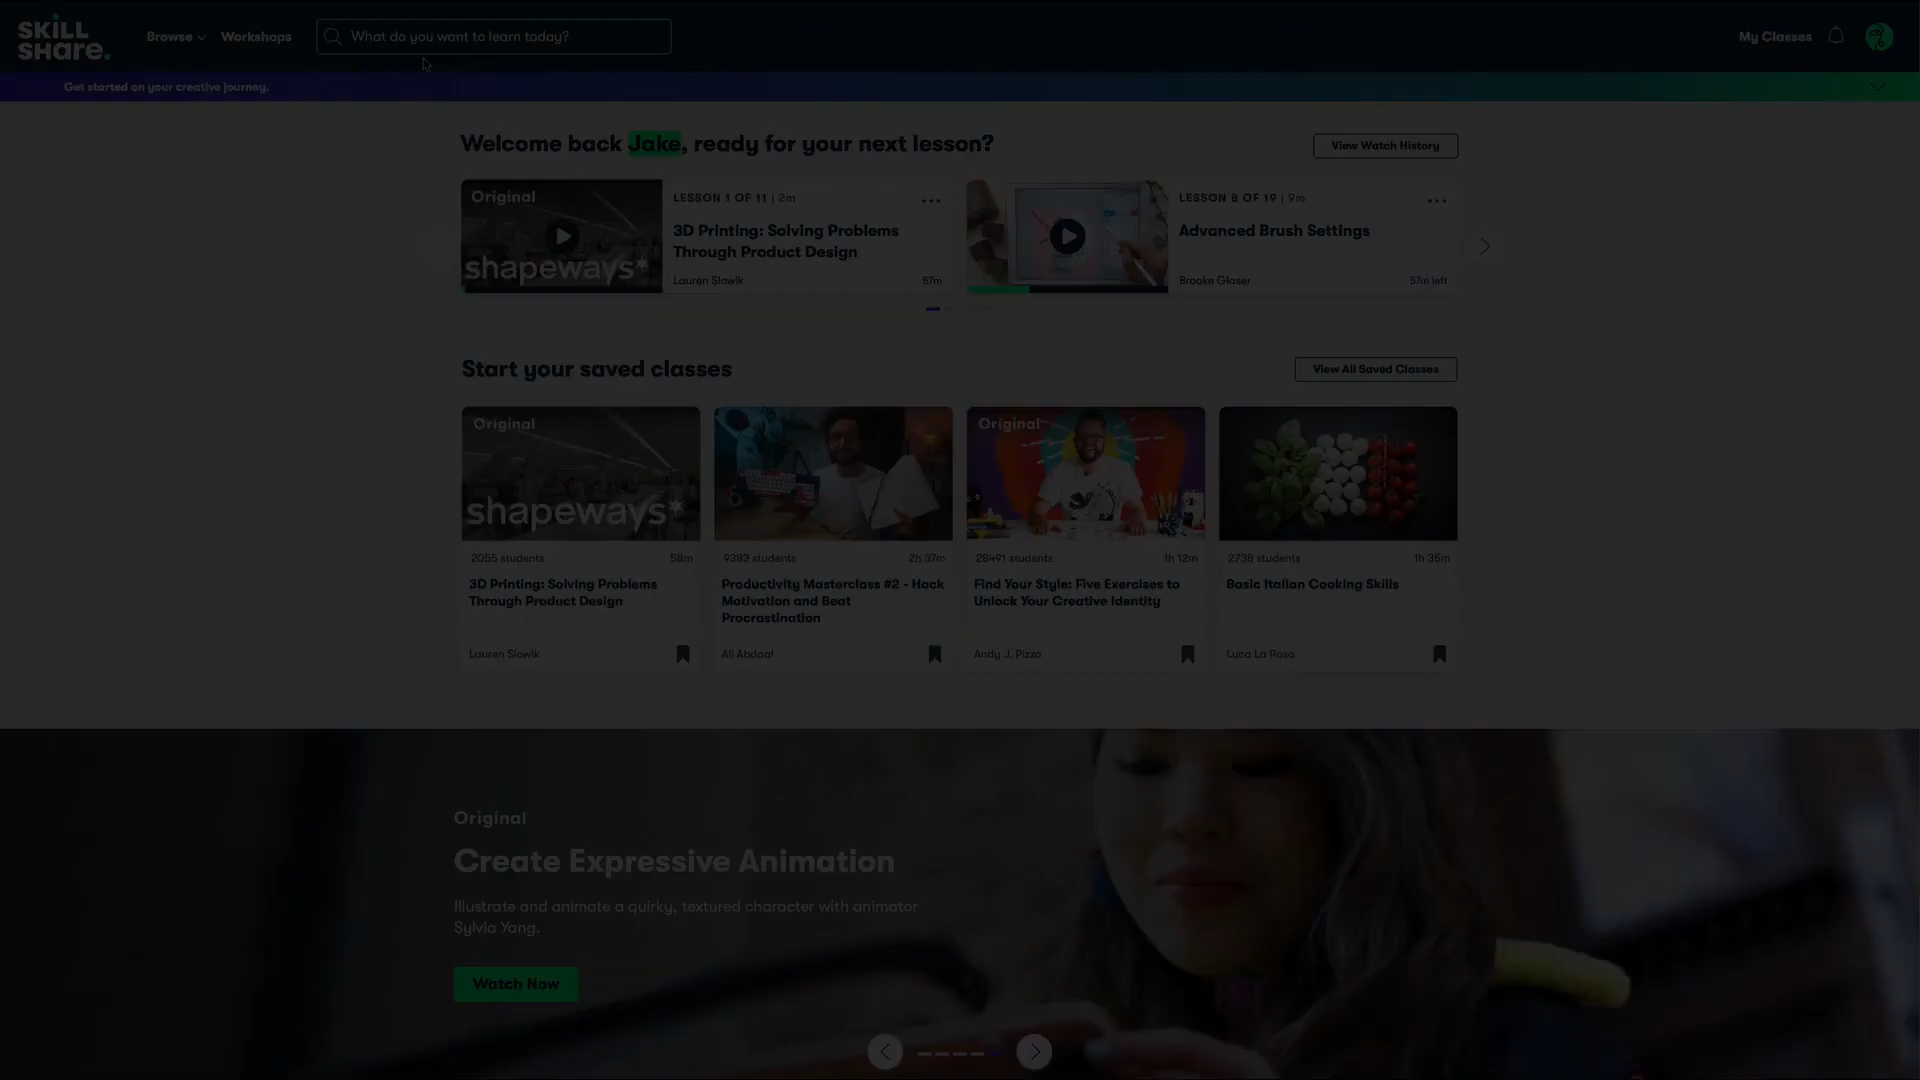 SKILL
SHare.
Browse
Workshops
What do you want to learn today?
My Classes
Get started on your creative journey.
Welcome back Jake, ready for your next lesson?
View Watch History
Original
shapeways*
LESSON 1 OF 11 | 2m
3D Printing: Solving Problems
Through Product Design
Lauren Slowik
57m
LESSON 8 OF 19 | 9m
Advanced Brush Settings
Brooke Glaser
57m left
Start your saved classes
View All Saved Classes
Original
shapeways*
2055 students
58m
3D Printing: Solving Problems
Through Product Design
Lauren Slowik
9383 students
2h 37m
Productivity Masterclass #2 - Hack
Motivation and Beat
Procrastination
Ali Abdaal
Original
28491 students
1h 12m
Find Your Style: Five Exercises to
Unlock Your Creative Identity
Andy J. Pizza
2738 students
1h 35m
Basic Italian Cooking Skills
Luca La Rosa
Original
Create Expressive Animation
Illustrate and animate a quirky, textured character with animator
Sylvia Yang.
Watch Now